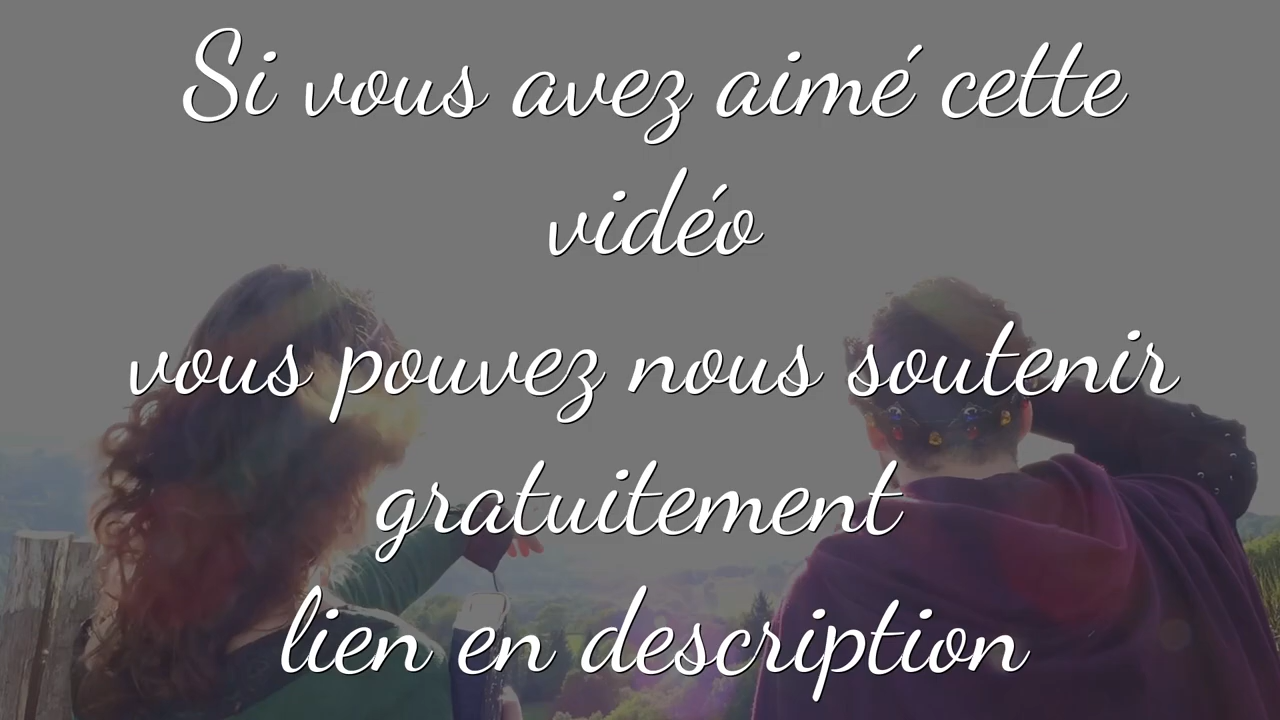 Si vous avez aimé cette
vidéo
vous pouvez nous soutenir
gratuitement
lien en description